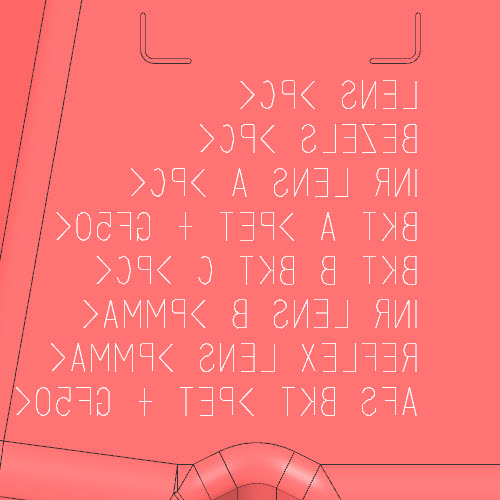 LENS >PC<
BEZELS >PC<
INR LENS A >PC<
BKT A >PET + GF50<
BKT B BKT C >PC<
INR LENS B >PMMA<
REFLEX LENS >PMMA<
AFS BKT >PET + GF50<